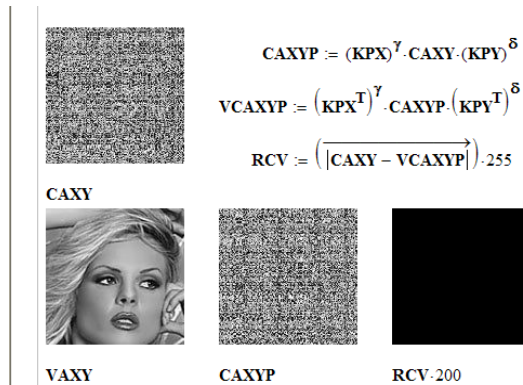 CAXYP := (KPX)^γ·CAXY·(KPY)^δ
VCAXYP := (KPX^T)^γ·CAXYP·(KPY^T)^δ
RCV := (|CAXY − VCAXYP|)·255
CAXY
VAXY CAXYP RCV·200